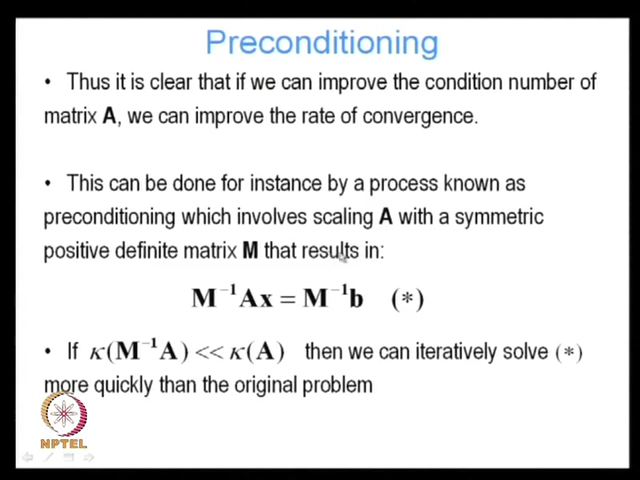 Preconditioning
• Thus it is clear that if we can improve the condition number of
matrix A, we can improve the rate of convergence.
• This can be done for instance by a process known as
preconditioning which involves scaling A with a symmetric
positive definite matrix M that results in:
M⁻¹Ax = M⁻¹b (*)
• If κ(M⁻¹A) << κ(A) then we can iteratively solve (*)
more quickly than the original problem
NPTEL